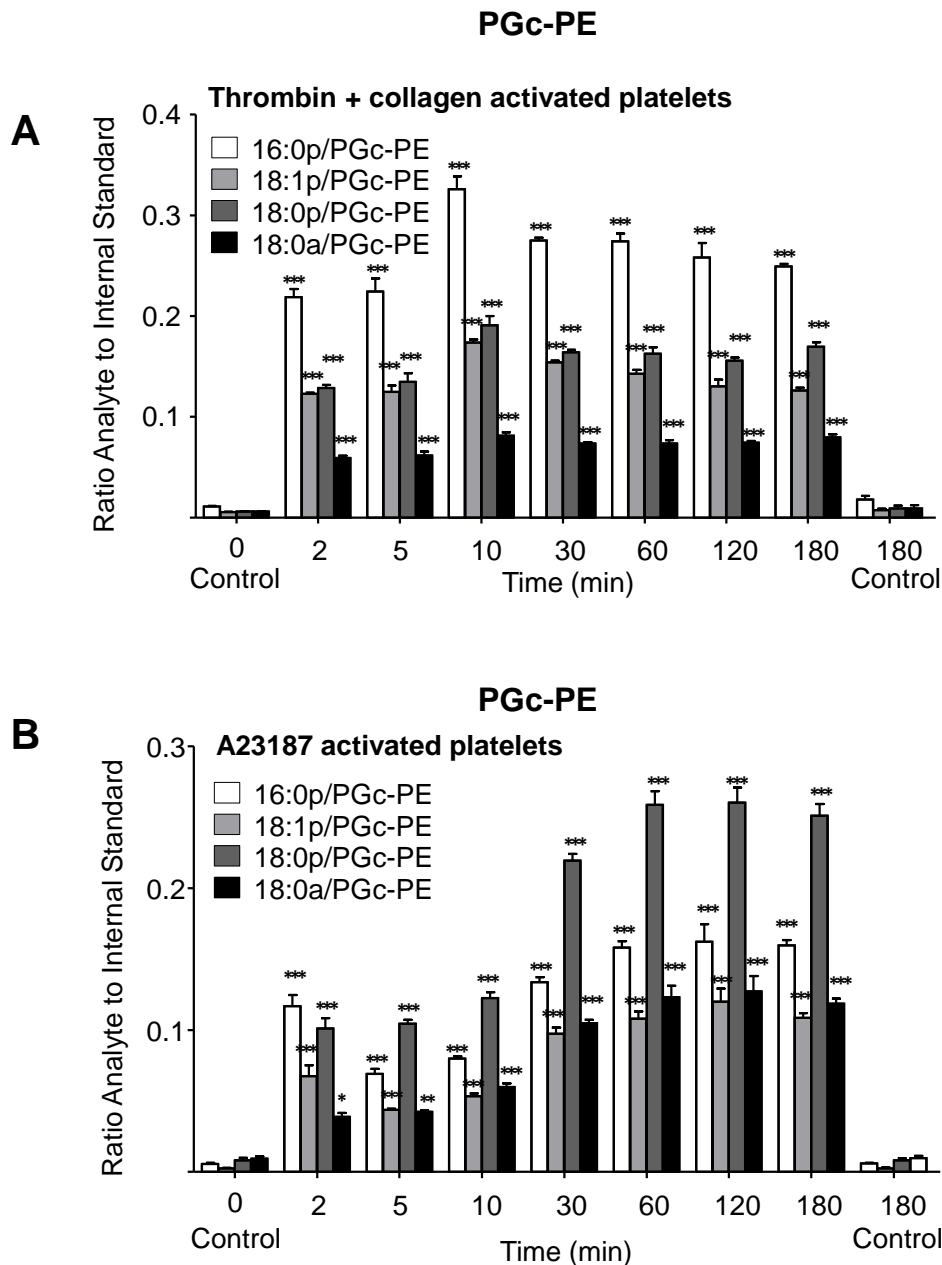 PGc-PE
A
Thrombin + collagen activated platelets
Ratio Analyte to Internal Standard
0.4
0.3
0.2
0.1
16:0p/PGc-PE
18:1p/PGc-PE
18:0p/PGc-PE
18:0a/PGc-PE
*** *** *** *** *** *** ***
*** *** *** *** *** *** ***
*** *** *** *** *** *** ***
*** *** *** *** *** *** ***
0 2 5 10 30 60 120 180 180
Control Time (min) Control
PGc-PE
B
A23187 activated platelets
Ratio Analyte to Internal Standard
0.3
0.2
0.1
16:0p/PGc-PE
18:1p/PGc-PE
18:0p/PGc-PE
18:0a/PGc-PE
*** *** *** *** *** *** ***
*** *** *** *** *** *** ***
*** *** *** *** *** *** ***
* ** *** *** *** *** ***
0 2 5 10 30 60 120 180 180
Control Time (min) Control